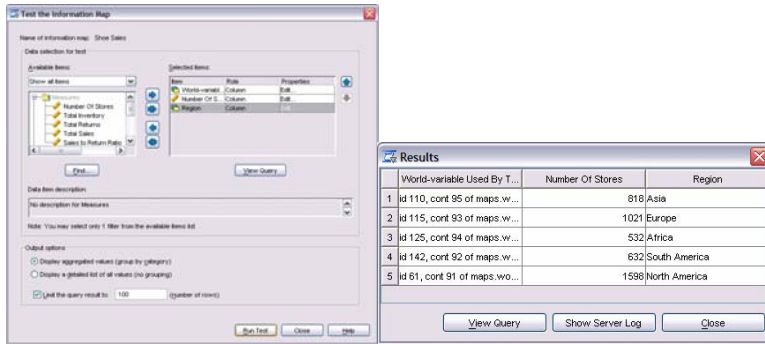 Test the Information Map
Name of information map: Shoe Sales
Data selection for test
Available items:
Show all items
Measures
Number Of Stores
Total Inventory
Total Returns
Total Sales
Sales to Return Ratio
Find...
Selected items:
Item Role Properties
World-variabl... Column Edit...
Number Of S... Column Edit...
Region Column Edit...
View Query
Data item description
No description for Measures
Note: You may select only 1 filter from the available items list
Output options
Display aggregated values (group by category)
Display a detailed list of all values (no grouping)
Limit the query result to: 100 (number of rows)
Run Test Close Help
Results
World-variable Used By T... Number Of Stores Region
1 id 110, cont 95 of maps.w... 818 Asia
2 id 115, cont 93 of maps.w... 1021 Europe
3 id 125, cont 94 of maps.w... 532 Africa
4 id 142, cont 92 of maps.w... 632 South America
5 id 61, cont 91 of maps.wo... 1598 North America
View Query Show Server Log Close